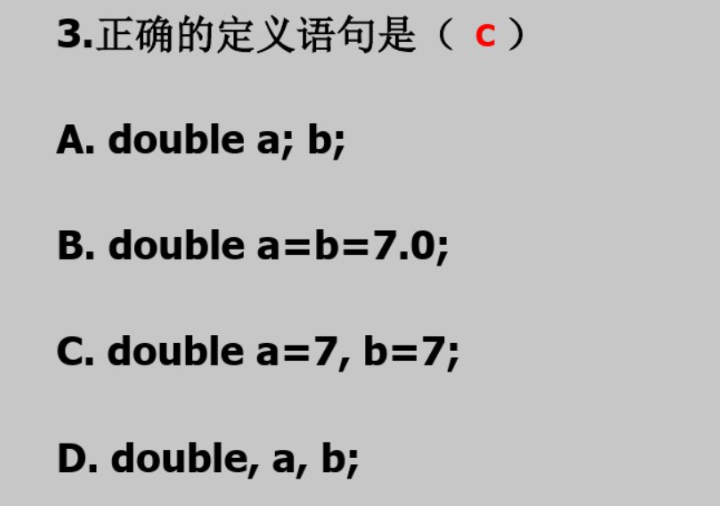 3.正确的定义语句是（ C ）
A. double a; b;
B. double a=b=7.0;
C. double a=7, b=7;
D. double, a, b;